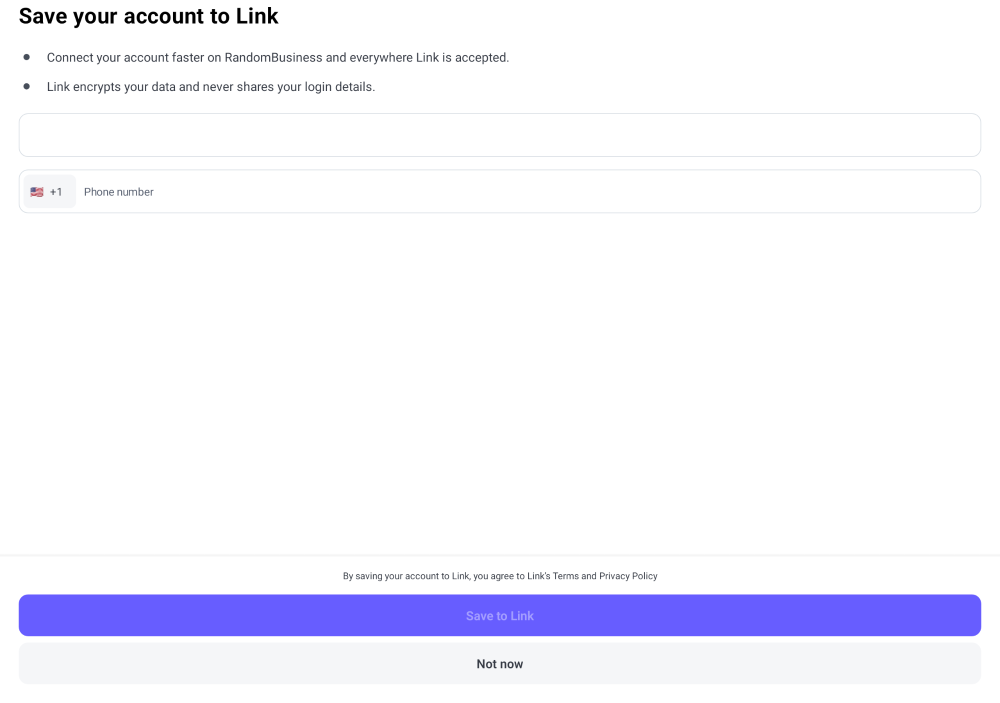 Save your account to Link
Connect your account faster on RandomBusiness and everywhere Link is accepted.
Link encrypts your data and never shares your login details.
+1 Phone number
By saving your account to Link, you agree to Link's Terms and Privacy Policy
Save to Link
Not now